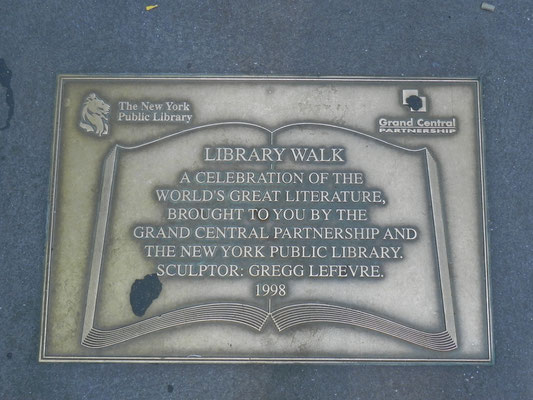 The New York
Public Library
Grand Central
PARTNERSHIP
LIBRARY WALK
A CELEBRATION OF THE
WORLD'S GREAT LITERATURE,
BROUGHT TO YOU BY THE
GRAND CENTRAL PARTNERSHIP AND
THE NEW YORK PUBLIC LIBRARY.
SCULPTOR: GREGG LEFEVRE.
1998